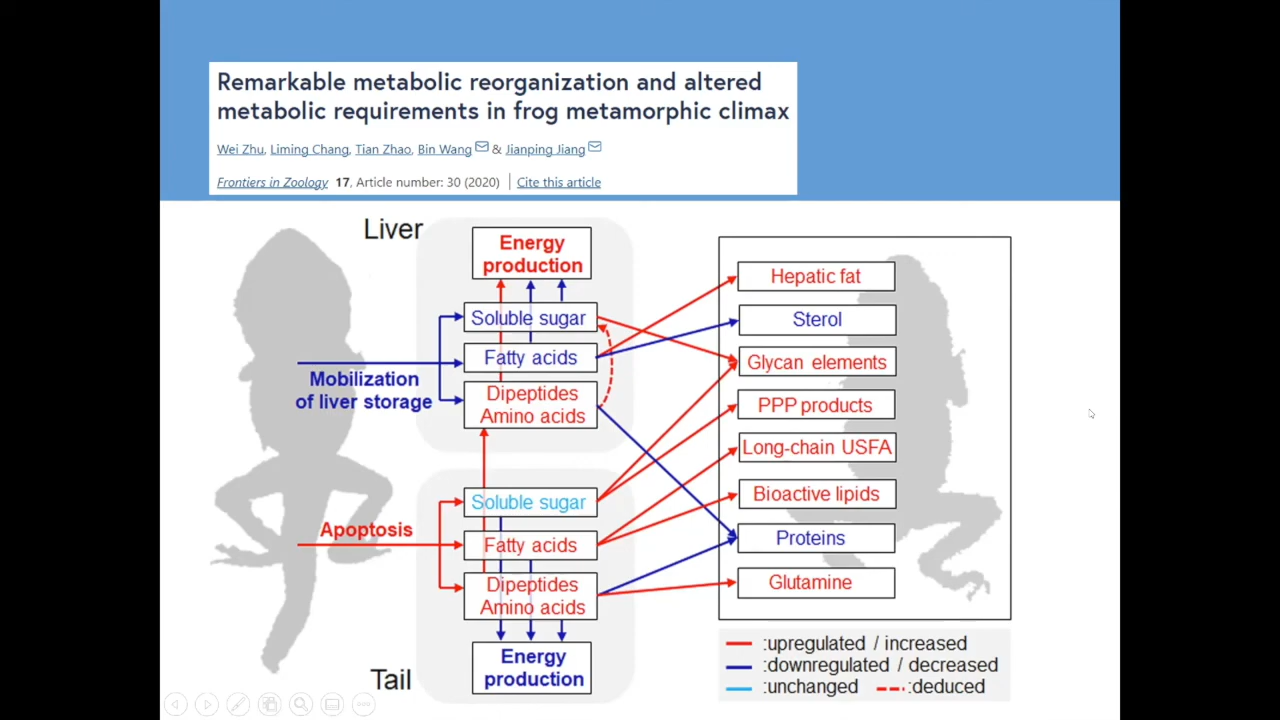 Remarkable metabolic reorganization and altered
metabolic requirements in frog metamorphic climax
Wei Zhu, Liming Chang, Tian Zhao, Bin Wang & Jianping Jiang
Frontiers in Zoology 17, Article number: 30 (2020) | Cite this article
Liver
Energy
production
Soluble sugar
Fatty acids
Dipeptides
Amino acids
Mobilization
of liver storage
Apoptosis
Soluble sugar
Fatty acids
Dipeptides
Amino acids
Energy
production
Tail
Hepatic fat
Sterol
Glycan elements
PPP products
Long-chain USFA
Bioactive lipids
Proteins
Glutamine
:upregulated / increased
:downregulated / decreased
:unchanged :deduced